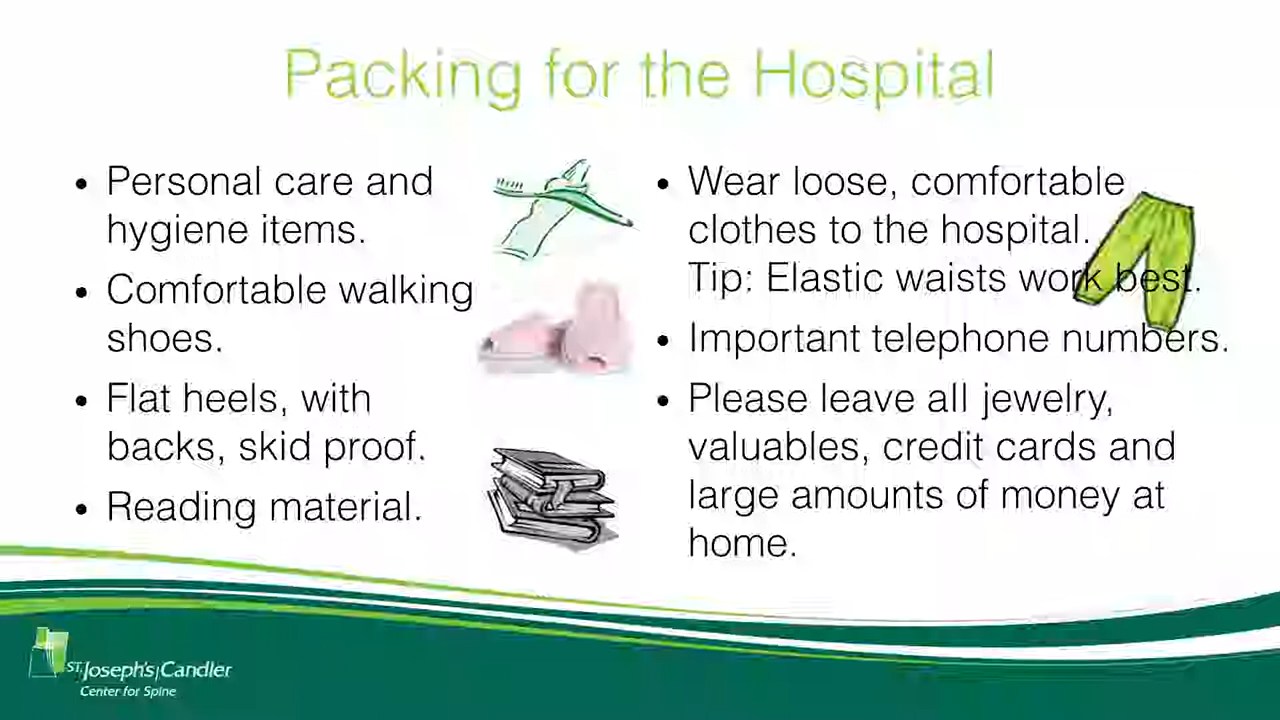 Packing for the Hospital
• Personal care and
hygiene items.
• Comfortable walking
shoes.
• Flat heels, with
backs, skid proof.
• Reading material.
• Wear loose, comfortable
clothes to the hospital.
Tip: Elastic waists work best.
• Important telephone numbers.
• Please leave all jewelry,
valuables, credit cards and
large amounts of money at
home.
ST. Joseph's|Candler
Center for Spine